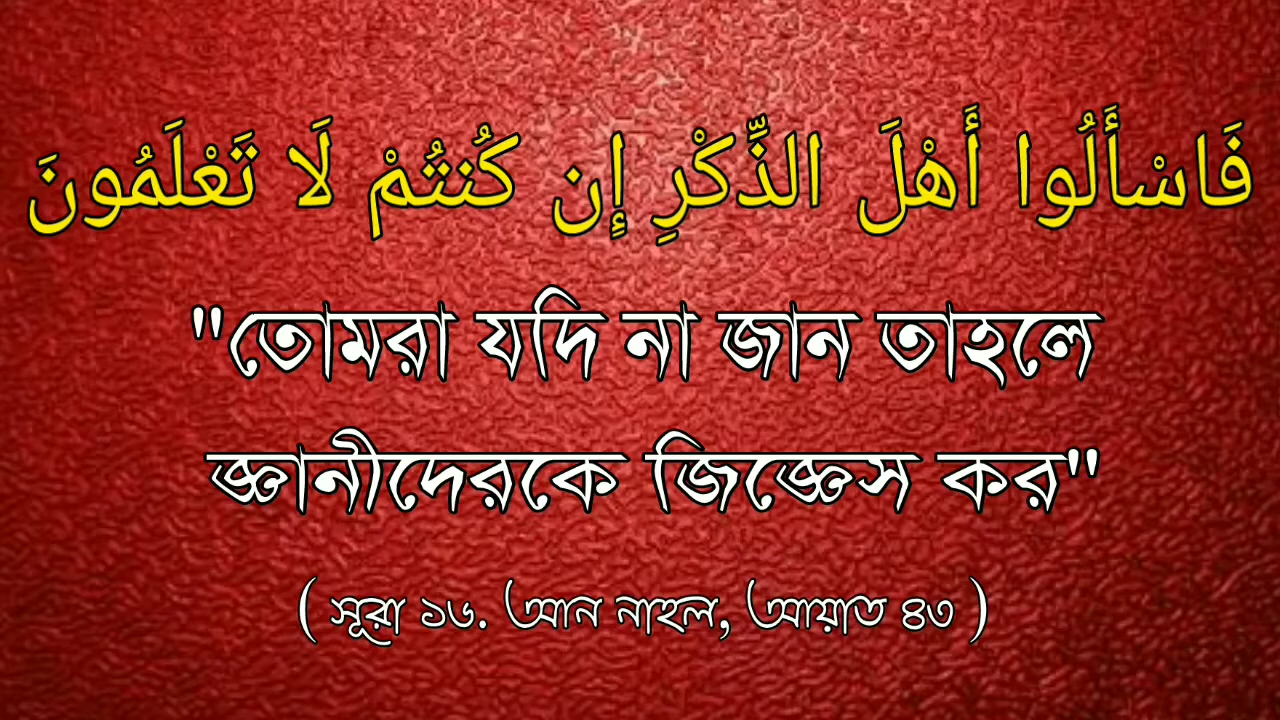 فَاسْأَلُوا أَهْلَ الذِّكْرِ إِن كُنتُمْ لَا تَعْلَمُونَ
"তোমরা যদি না জান তাহলে
জ্ঞানীদেরকে জিজ্ঞেস কর"
( সূরা ১৬. আন নাহল, আয়াত ৪৩ )